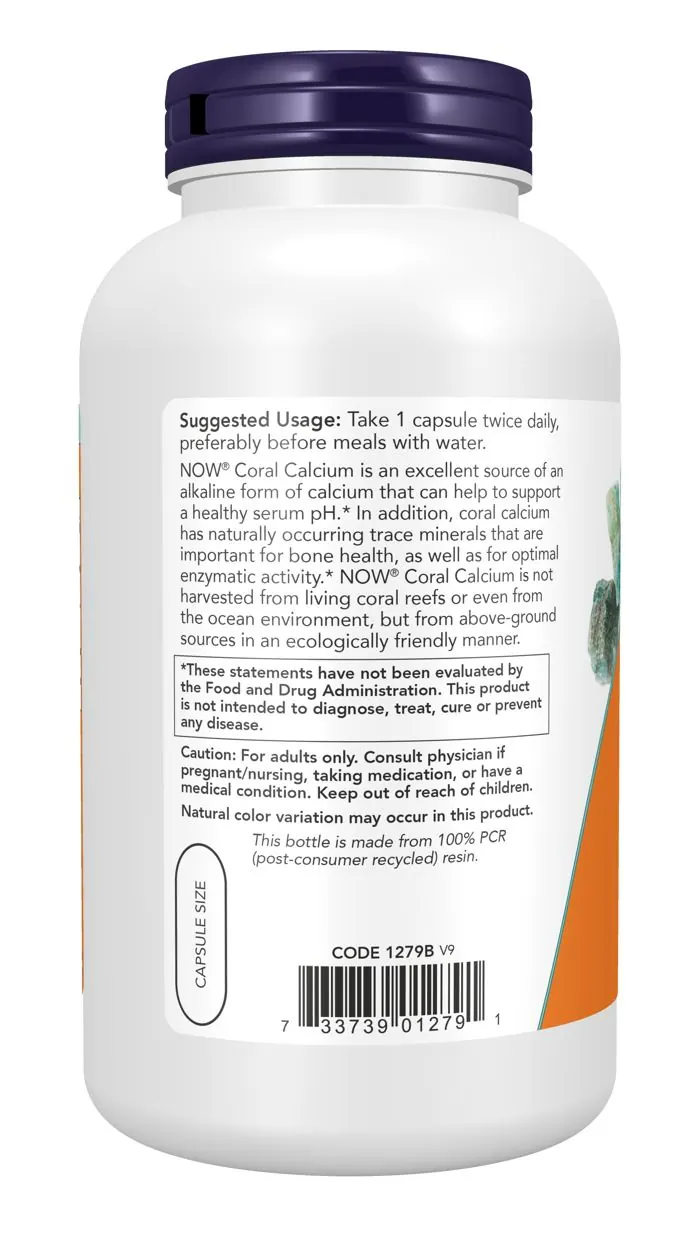 Suggested Usage: Take 1 capsule twice daily,
preferably before meals with water.
NOW® Coral Calcium is an excellent source of an
alkaline form of calcium that can help to support
a healthy serum pH.* In addition, coral calcium
has naturally occurring trace minerals that are
important for bone health, as well as for optimal
enzymatic activity.* NOW® Coral Calcium is not
harvested from living coral reefs or even from
the ocean environment, but from above-ground
sources in an ecologically friendly manner.
*These statements have not been evaluated by
the Food and Drug Administration. This product
is not intended to diagnose, treat, cure or prevent
any disease.
Caution: For adults only. Consult physician if
pregnant/nursing, taking medication, or have a
medical condition. Keep out of reach of children.
Natural color variation may occur in this product.
This bottle is made from 100% PCR
(post-consumer recycled) resin.
CAPSULE SIZE
CODE 1279B V9
7 33739 01279 1